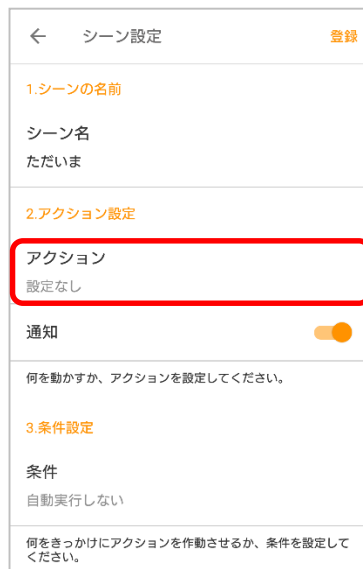 ← シーン設定 登録
1.シーンの名前
シーン名
ただいま
2.アクション設定
アクション
設定なし
通知
何を動かすか、アクションを設定してください。
3.条件設定
条件
自動実行しない
何をきっかけにアクションを作動させるか、条件を設定して
ください。